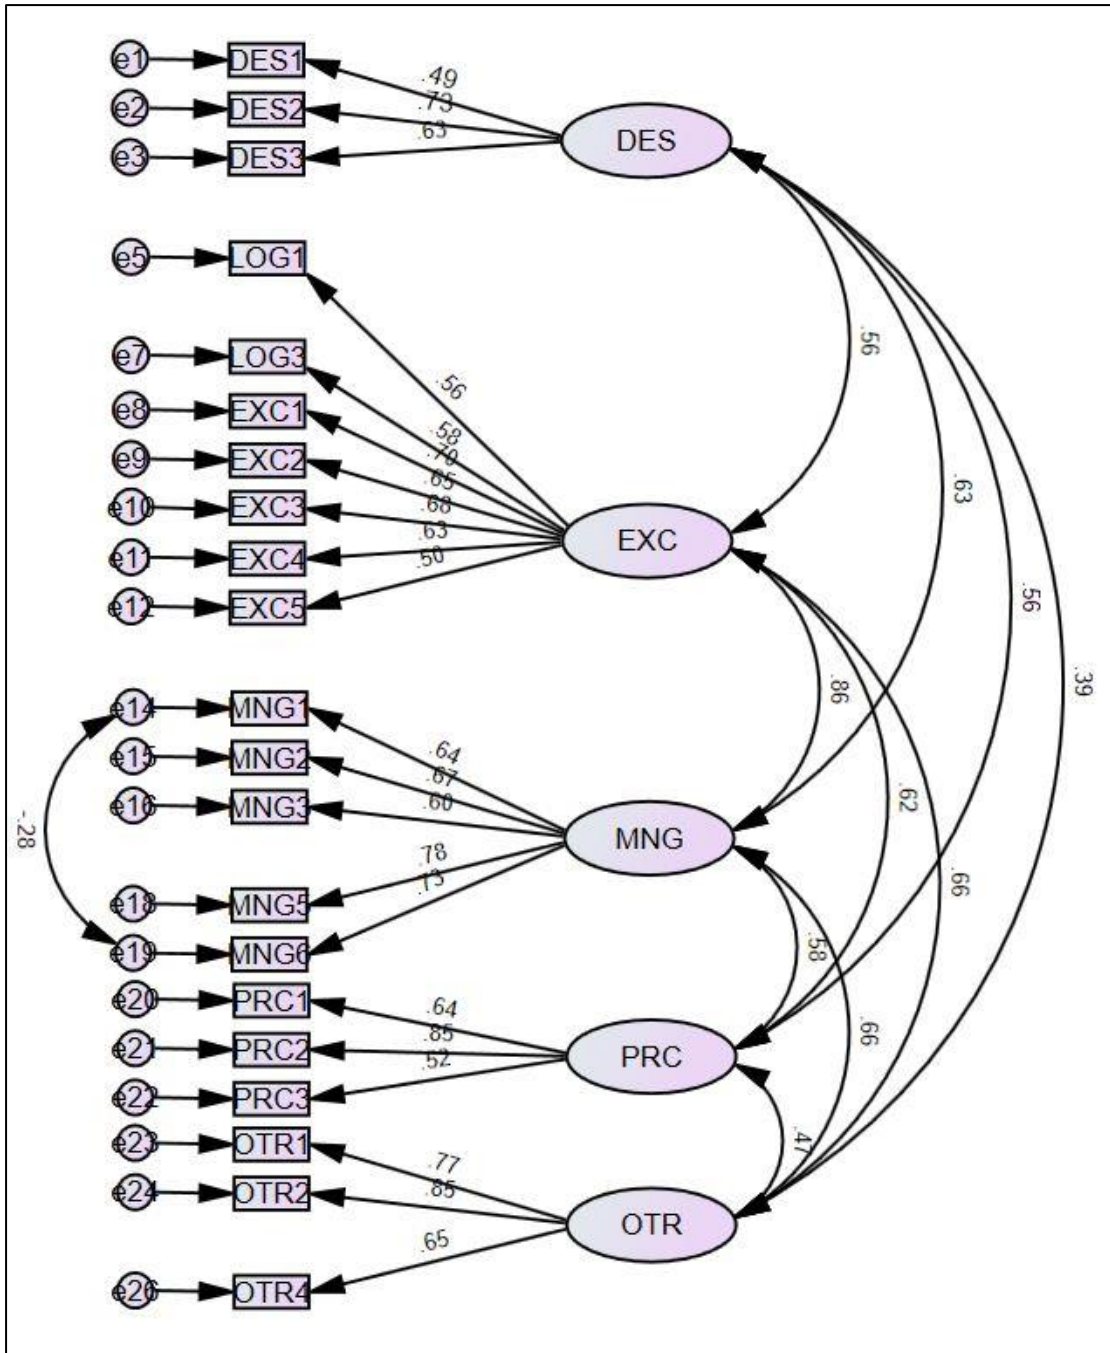 e1 DES1 .49
e2 DES2 .73
e3 DES3 .63
DES
e5 LOG1 .56
e7 LOG3 .58
e8 EXC1 .70
e9 EXC2 .65
e10 EXC3 .68
e11 EXC4 .63
e12 EXC5 .50
EXC
e14 MNG1 .64
e15 MNG2 .67
e16 MNG3 .60
e18 MNG5 .78
e19 MNG6 .73
MNG
-.28
e20 PRC1 .64
e21 PRC2 .85
e22 PRC3 .52
PRC
e23 OTR1 .77
e24 OTR2 .85
e26 OTR4 .65
OTR
.56
.63
.56
.39
.86
.62
.66
.58
.66
.47